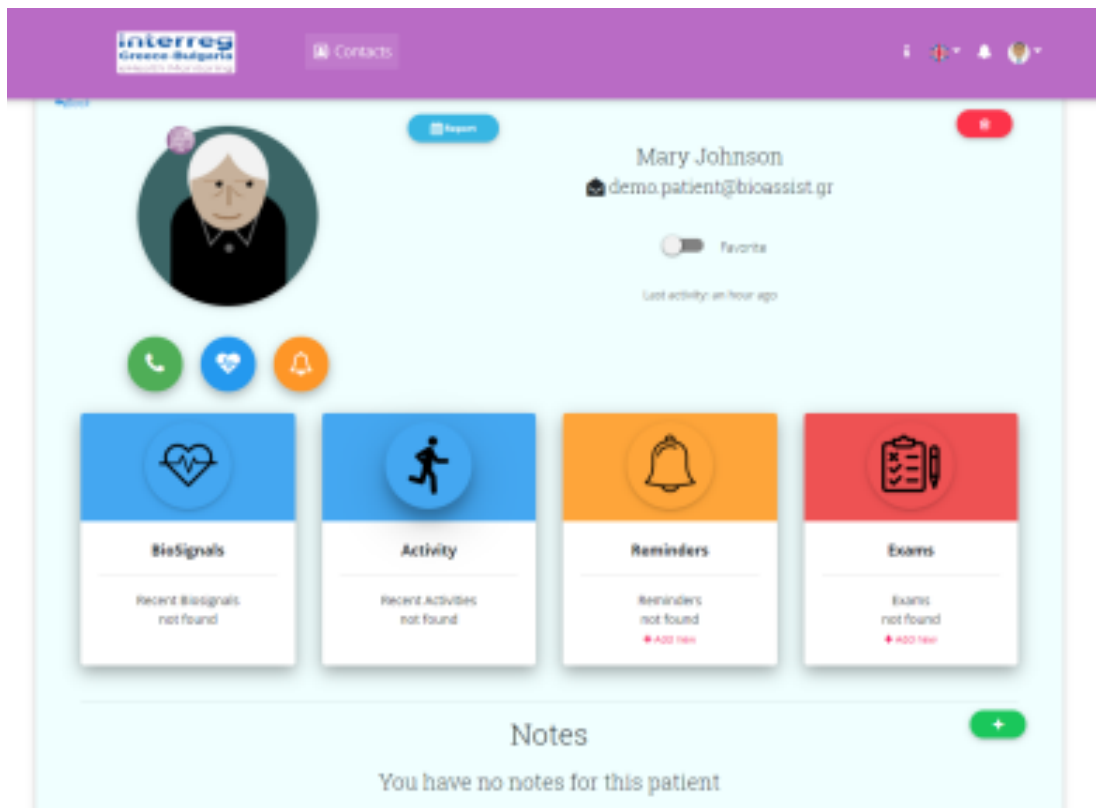 interreg
Greece-Bulgaria
eHealth Monitoring
Contacts
Report
Mary Johnson
demo.patient@bioassist.gr
Favorite
Last activity: an hour ago
BioSignals
Recent Biosignals
not found
Activity
Recent Activities
not found
Reminders
Reminders
not found
+ Add new
Exams
Exams
not found
+ Add new
Notes
You have no notes for this patient